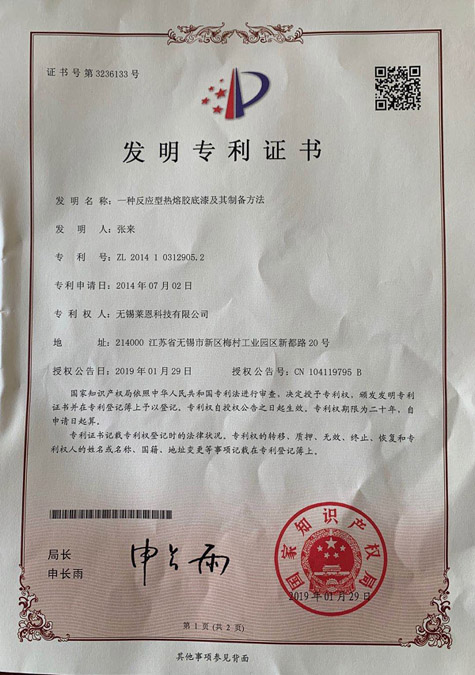 证书号第3236133号
发明专利证书
发 明 名 称：一种反应型热熔胶底漆及其制备方法
发 明 人：张来
专 利 号：ZL 2014 1 0312905.2
专利申请日：2014年07月02日
专 利 权 人：无锡莱恩科技有限公司
地 址：214000 江苏省无锡市新区梅村工业园区新都路20号
授权公告日：2019年01月29日 授权公告号：CN 104119795 B
国家知识产权局依照中华人民共和国专利法进行审查，决定授予专利权，颁发发明专利
证书并在专利登记簿上予以登记。专利权自授权公告之日起生效。专利权期限为二十年，自
申请日起算。
专利证书记载专利权登记时的法律状况。专利权的转移、质押、无效、终止、恢复和专
利权人的姓名或名称、国籍、地址变更等事项记载在专利登记簿上。
局长
申长雨
申长雨
国家知识产权局
2019年01月29日
第 1 页 (共 2 页)
其他事项参见背面